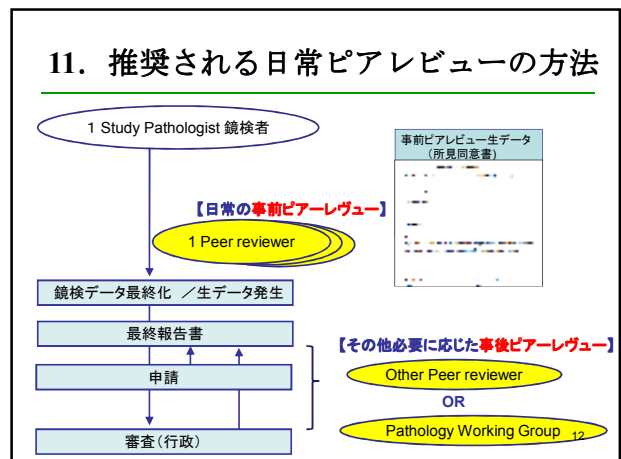 11. 推奨される日常ピアレビューの方法
1 Study Pathologist 鏡検者
事前ピアレビュー生データ
(所見同意書)
【日常の事前ピアーレヴュー】
1 Peer reviewer
鏡検データ最終化 /生データ発生
最終報告書
【その他必要に応じた事後ピアーレヴュー】
申請
Other Peer reviewer
OR
Pathology Working Group
12
審査(行政)